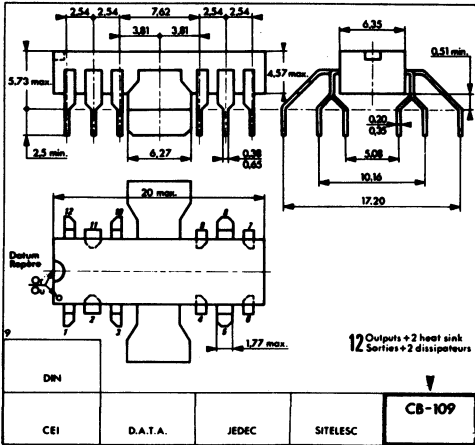 2,54 2,54 7,62 2,54 2,54
3,81 3,81
5,73 max.
4,57 max.
2,5 min.
6,27
0,38
0,65
6,35
0,51 min.
0,20
0,35
5,08
10,16
17.20
20 max.
12 11 10 9 8 7
Datum
Repère
Or
Ou
1 2 3 4 5 6
1,77 max.
9
12 Outputs + 2 heat sink
Sorties + 2 dissipateurs
DIN
CEI
D.A.T.A.
JEDEC
SITELESC
CB-109